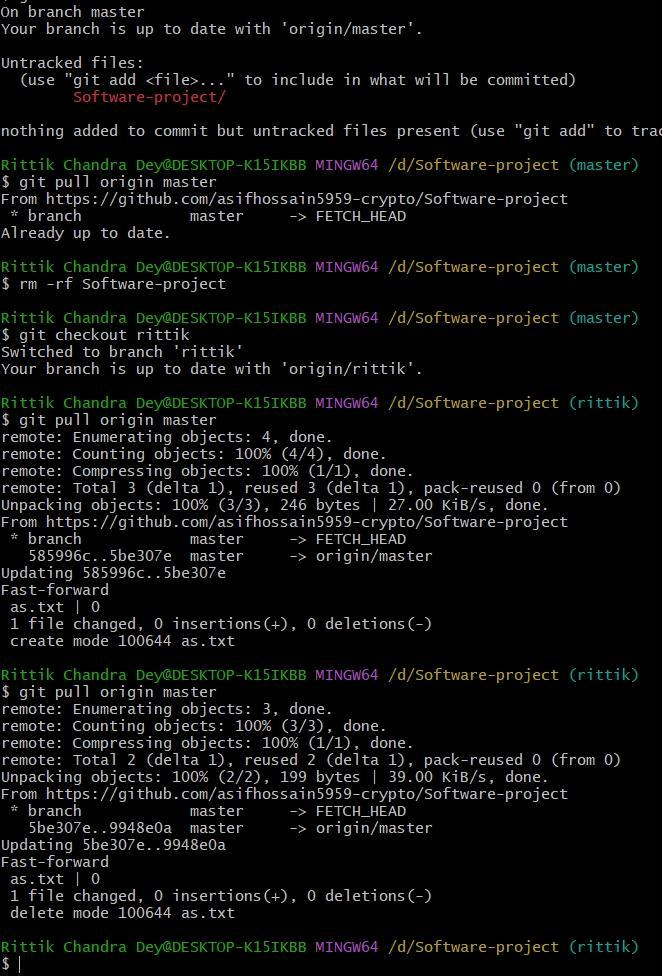 On branch master
Your branch is up to date with 'origin/master'.
Untracked files:
(use "git add <file>..." to include in what will be committed)
Software-project/
nothing added to commit but untracked files present (use "git add" to trac
Rittik Chandra Dey@DESKTOP-K15IKBB MINGW64 /d/Software-project (master)
$ git pull origin master
From https://github.com/asifhossain5959-crypto/Software-project
* branch            master     -> FETCH_HEAD
Already up to date.
Rittik Chandra Dey@DESKTOP-K15IKBB MINGW64 /d/Software-project (master)
$ rm -rf Software-project
Rittik Chandra Dey@DESKTOP-K15IKBB MINGW64 /d/Software-project (master)
$ git checkout rittik
Switched to branch 'rittik'
Your branch is up to date with 'origin/rittik'.
Rittik Chandra Dey@DESKTOP-K15IKBB MINGW64 /d/Software-project (rittik)
$ git pull origin master
remote: Enumerating objects: 4, done.
remote: Counting objects: 100% (4/4), done.
remote: Compressing objects: 100% (1/1), done.
remote: Total 3 (delta 1), reused 3 (delta 1), pack-reused 0 (from 0)
Unpacking objects: 100% (3/3), 246 bytes | 27.00 KiB/s, done.
From https://github.com/asifhossain5959-crypto/Software-project
* branch            master     -> FETCH_HEAD
585996c..5be307e  master     -> origin/master
Updating 585996c..5be307e
Fast-forward
as.txt | 0
1 file changed, 0 insertions(+), 0 deletions(-)
create mode 100644 as.txt
Rittik Chandra Dey@DESKTOP-K15IKBB MINGW64 /d/Software-project (rittik)
$ git pull origin master
remote: Enumerating objects: 3, done.
remote: Counting objects: 100% (3/3), done.
remote: Compressing objects: 100% (1/1), done.
remote: Total 2 (delta 1), reused 2 (delta 1), pack-reused 0 (from 0)
Unpacking objects: 100% (2/2), 199 bytes | 39.00 KiB/s, done.
From https://github.com/asifhossain5959-crypto/Software-project
* branch            master     -> FETCH_HEAD
5be307e..9948e0a  master     -> origin/master
Updating 5be307e..9948e0a
Fast-forward
as.txt | 0
1 file changed, 0 insertions(+), 0 deletions(-)
delete mode 100644 as.txt
Rittik Chandra Dey@DESKTOP-K15IKBB MINGW64 /d/Software-project (rittik)
$